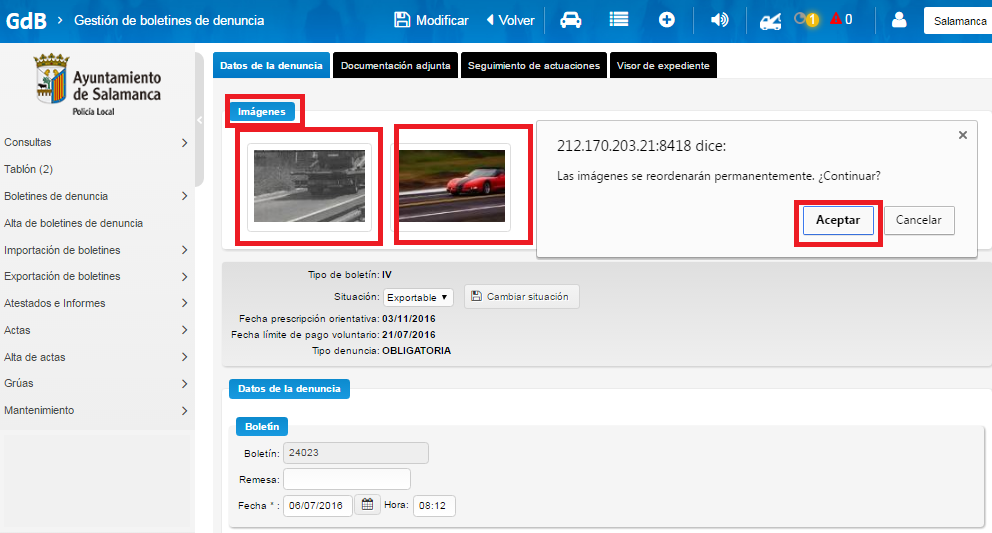 GdB > Gestión de boletines de denuncia
Modificar
Volver
1
0
Salamanca
Ayuntamiento
de Salamanca
Policía Local
Consultas
Tablón (2)
Boletines de denuncia
Alta de boletines de denuncia
Importación de boletines
Exportación de boletines
Atestados e Informes
Actas
Alta de actas
Grúas
Mantenimiento
Datos de la denuncia
Documentación adjunta
Seguimiento de actuaciones
Visor de expediente
Imágenes
212.170.203.21:8418 dice:
Las imágenes se reordenarán permanentemente. ¿Continuar?
Aceptar
Cancelar
Tipo de boletín: IV
Situación: Exportable
Cambiar situación
Fecha prescripción orientativa: 03/11/2016
Fecha límite de pago voluntario: 21/07/2016
Tipo denuncia: OBLIGATORIA
Datos de la denuncia
Boletín
Boletín: 24023
Remesa:
Fecha * : 06/07/2016 Hora: 08:12